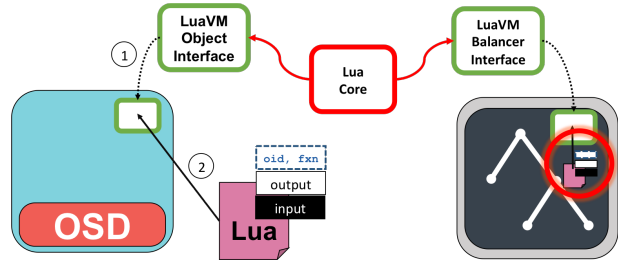 LuaVM
Object
Interface
LuaVM
Balancer
Interface
Lua
Core
1
2
oid, fxn
output
input
Lua
OSD